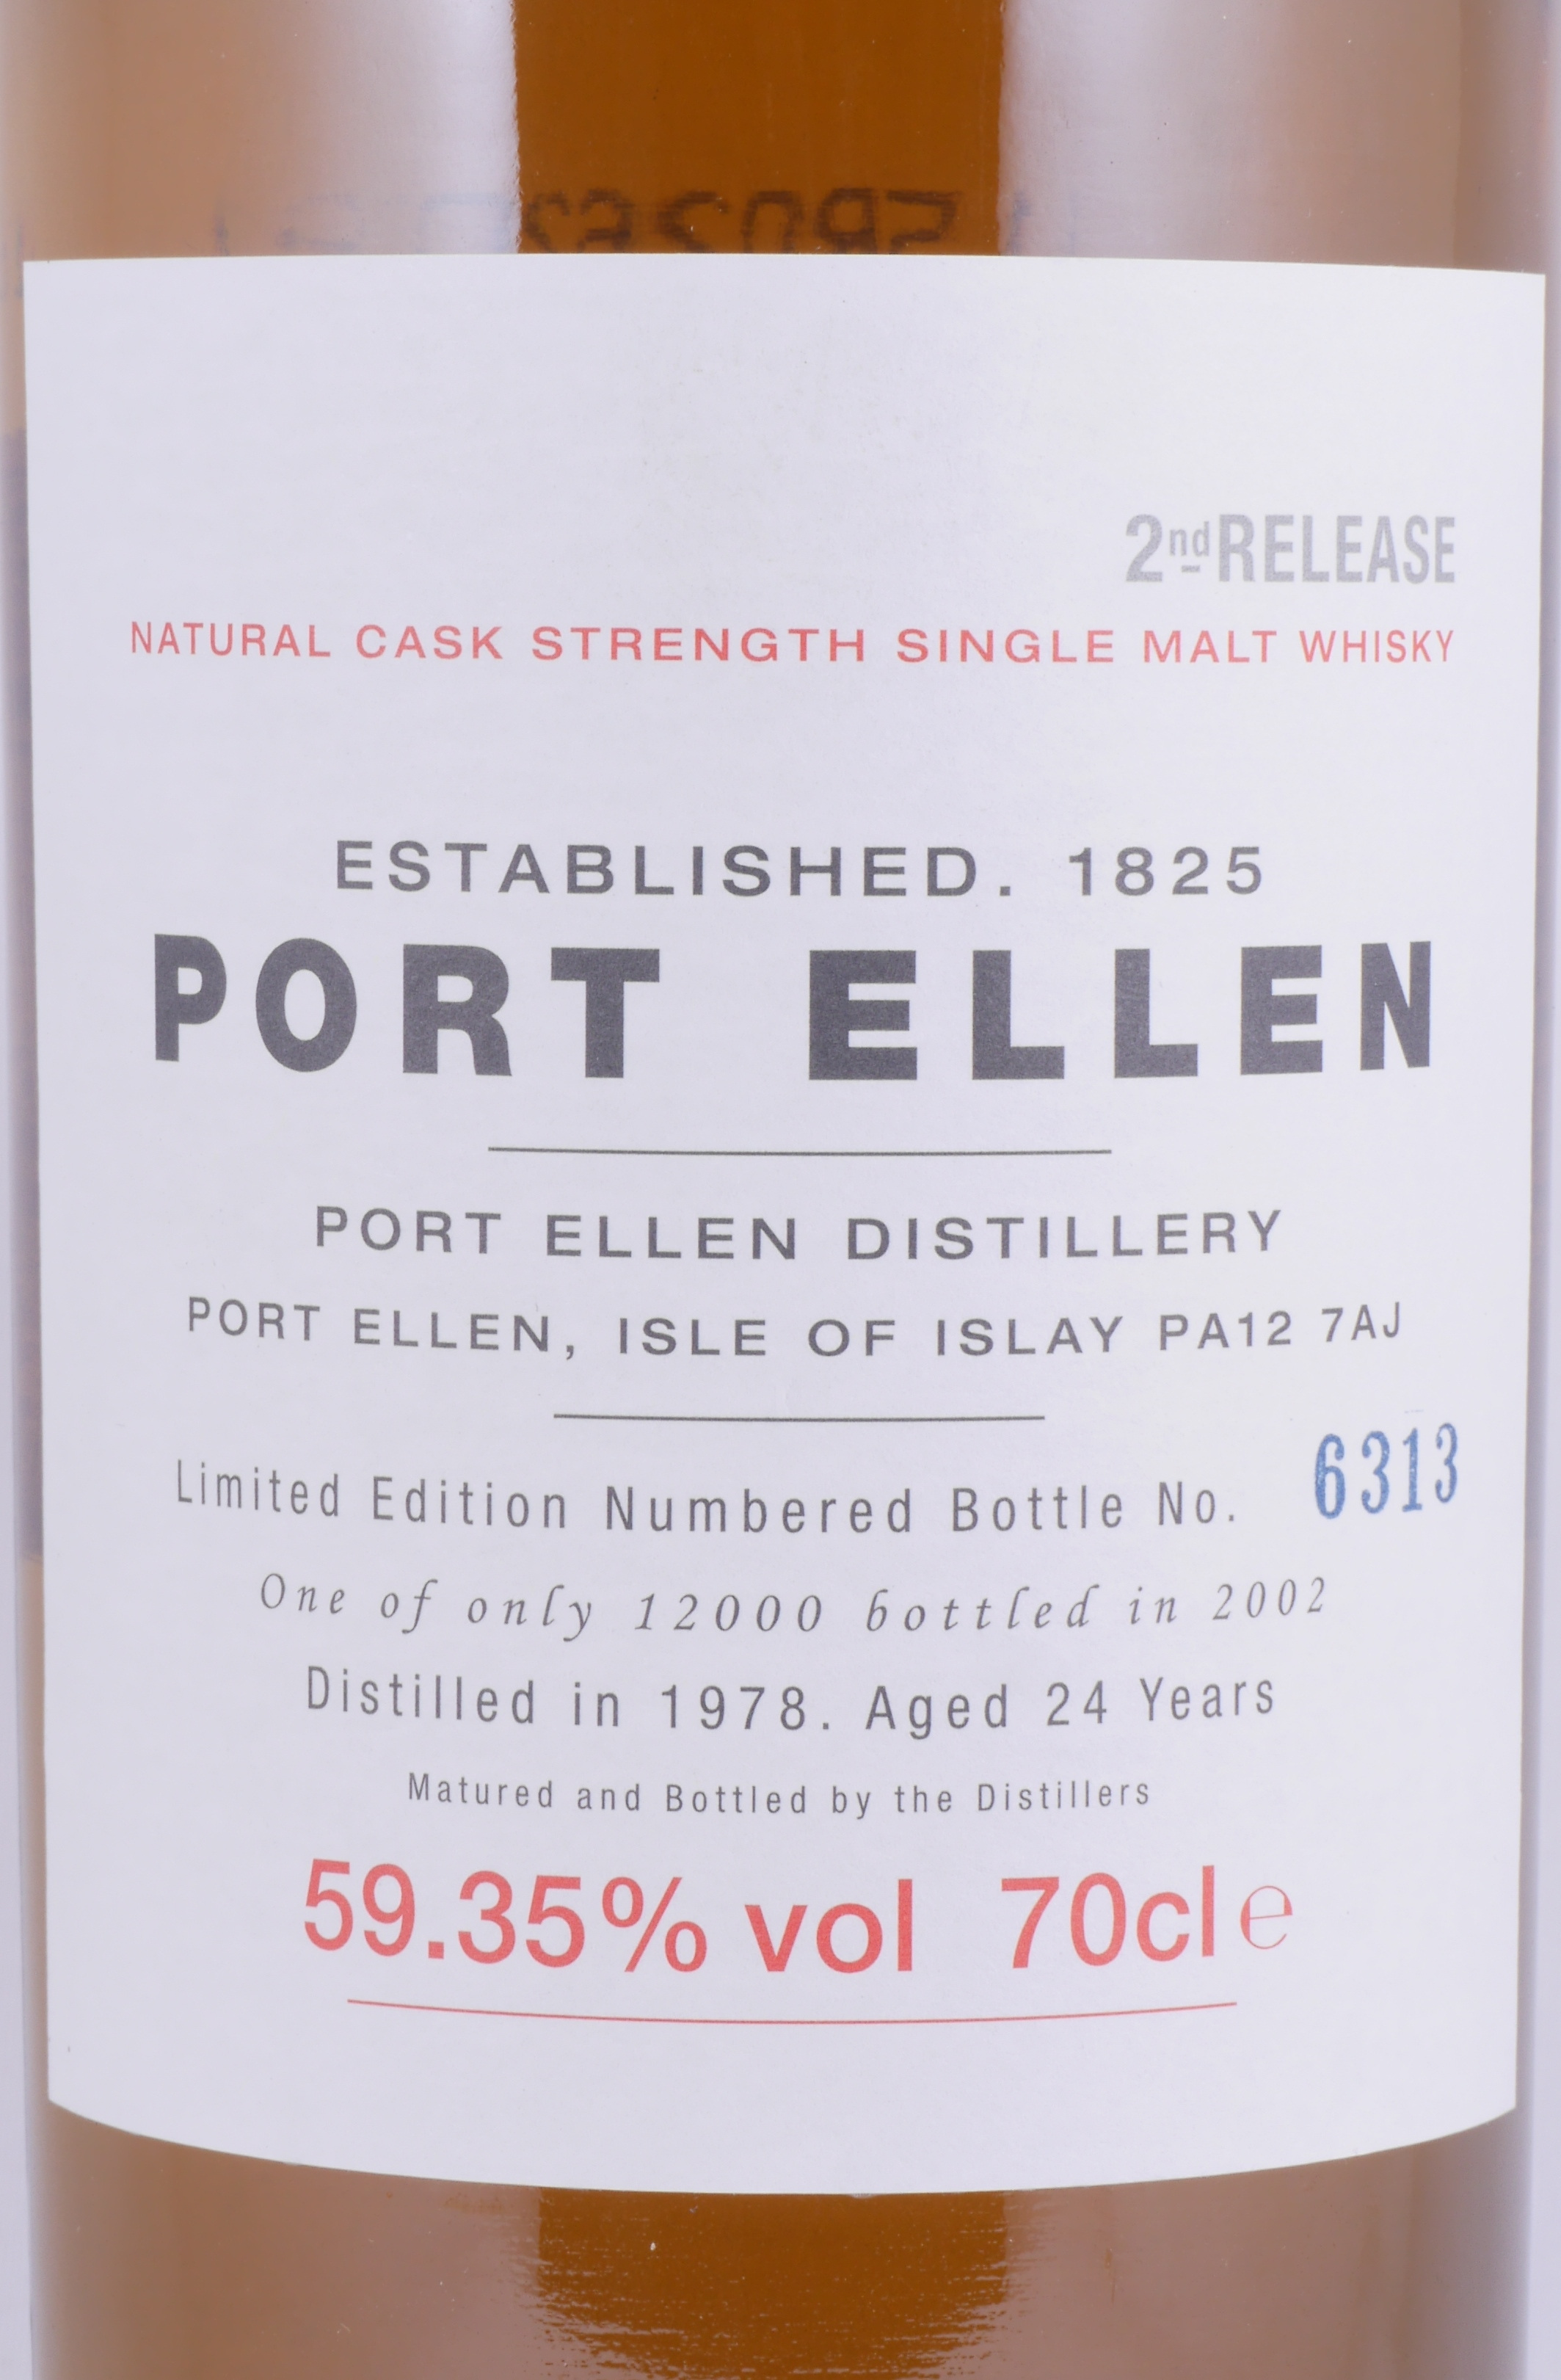 2nd RELEASE
NATURAL CASK STRENGTH SINGLE MALT WHISKY
ESTABLISHED. 1825
PORT ELLEN
PORT ELLEN DISTILLERY
PORT ELLEN, ISLE OF ISLAY PA12 7AJ
Limited Edition Numbered Bottle No. 6313
One of only 12000 bottled in 2002
Distilled in 1978. Aged 24 Years
Matured and Bottled by the Distillers
59.35% vol 70cl e